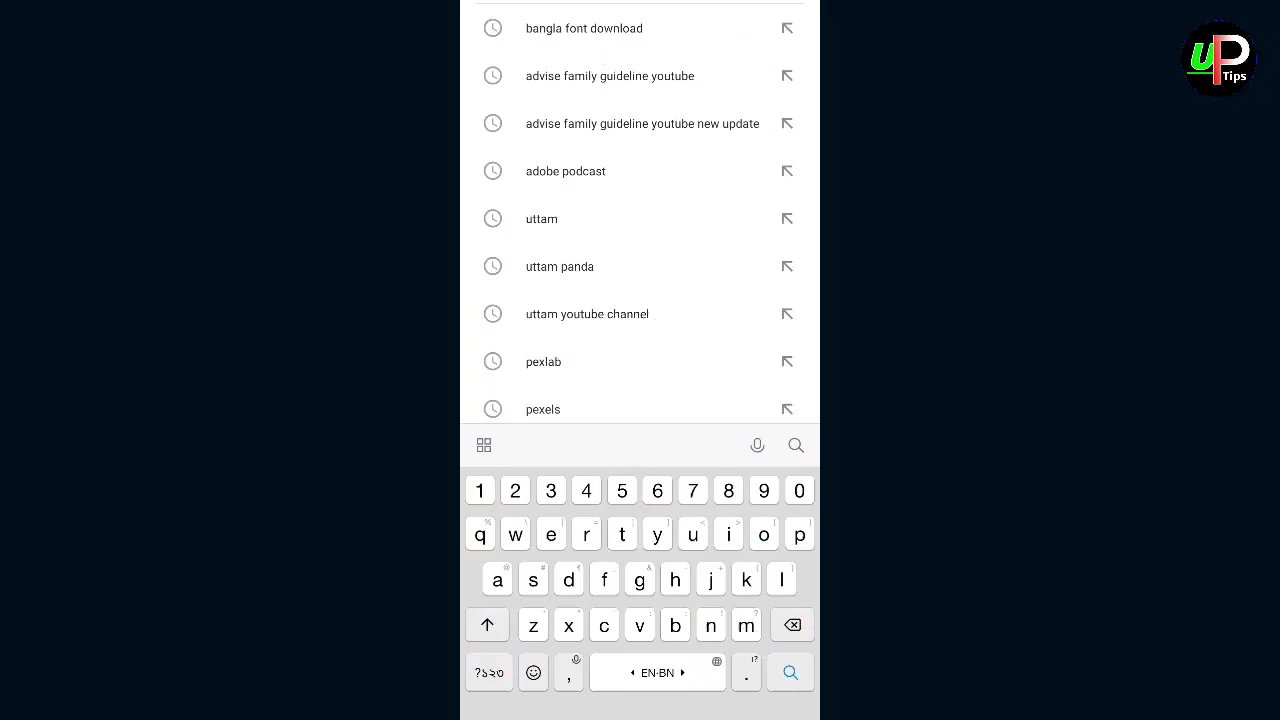 bangla font download
advise family guideline youtube
advise family guideline youtube new update
adobe podcast
uttam
uttam panda
uttam youtube channel
pexlab
pexels
1 2 3 4 5 6 7 8 9 0
q w e r t y u i o p
a s d f g h j k l
z x c v b n m
?১২৩ , EN·BN .
UP Tips